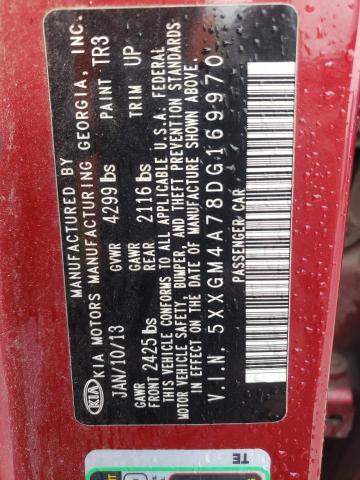 MANUFACTURED BY
KIA MOTORS MANUFACTURING GEORGIA, INC.
KIA
JAN/10/13 GVWR 4299 lbs PAINT TR3
GAWR FRONT 2425 lbs GAWR REAR 2116 lbs TRIM UP
THIS VEHICLE CONFORMS TO ALL APPLICABLE U.S.A. FEDERAL
MOTOR VEHICLE SAFETY, BUMPER, AND THEFT PREVENTION STANDARDS
IN EFFECT ON THE DATE OF MANUFACTURE SHOWN ABOVE.
V.I.N. 5XXGM4A78DG169970
PASSENGER CAR
TE